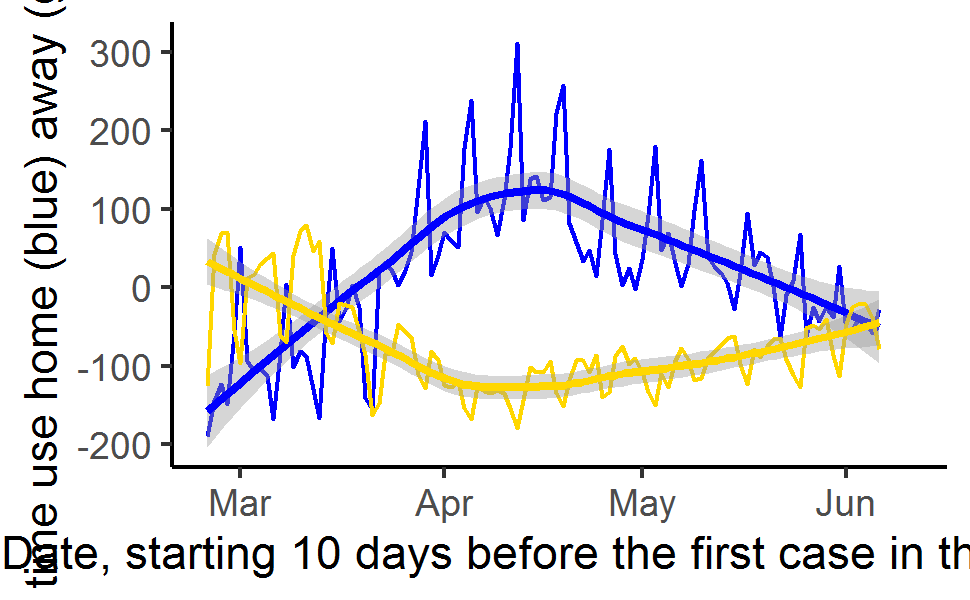 time use home (blue) away (
300
200
100
0
-100
-200
Mar Apr May Jun
Date, starting 10 days before the first case in th